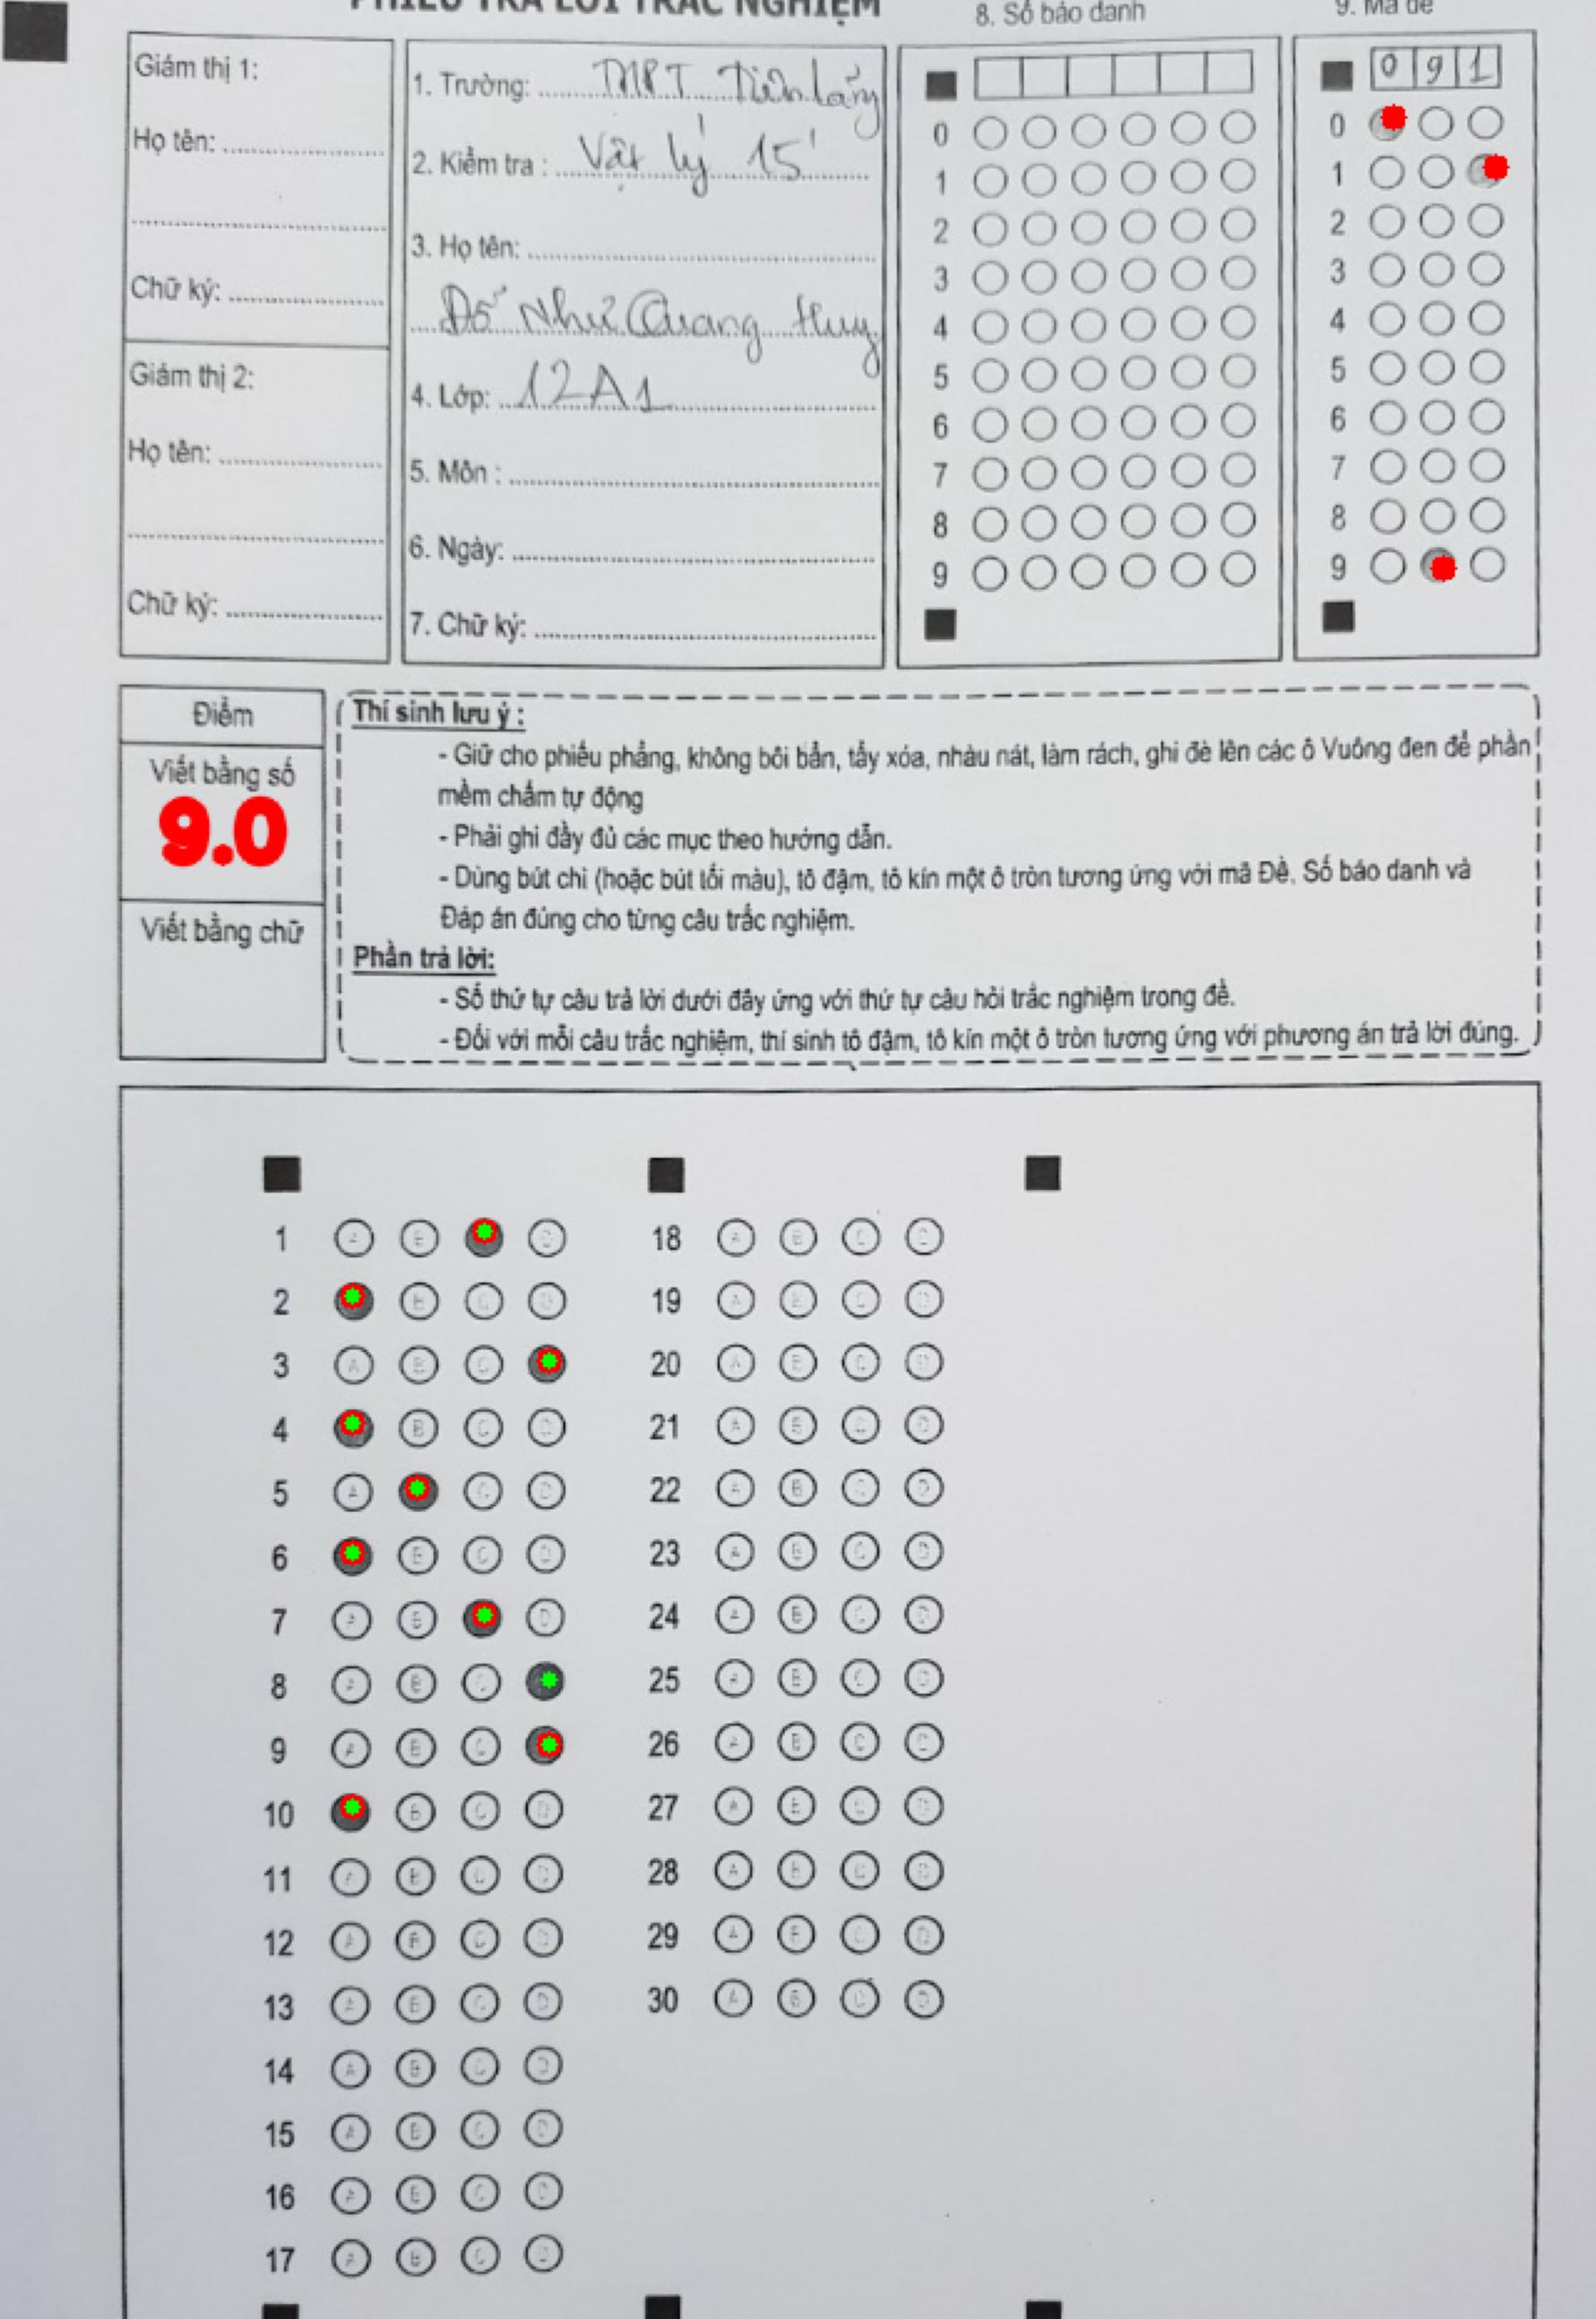 PHIẾU TRẢ LỜI TRẮC NGHIỆM
8. Số báo danh
9. Mã đề
Giám thị 1:
Họ tên:
Chữ ký:
Giám thị 2:
Họ tên:
Chữ ký:
1. Trường: THPT Tiên Lãng
2. Kiểm tra : Vật lý 15'
3. Họ tên:
Đỗ Như Quang Huy
4. Lớp: 12A1
5. Môn :
6. Ngày:
7. Chữ ký:
0
1
2
3
4
5
6
7
8
9
0 9 1
0
1
2
3
4
5
6
7
8
9
Điểm
Viết bằng số
9.0
Viết bằng chữ
Thí sinh lưu ý :
- Giữ cho phiếu phẳng, không bôi bẩn, tẩy xóa, nhàu nát, làm rách, ghi đè lên các ô Vuông đen để phần
mềm chấm tự động
- Phải ghi đầy đủ các mục theo hướng dẫn.
- Dùng bút chì (hoặc bút tối màu), tô đậm, tô kín một ô tròn tương ứng với mã Đề, Số báo danh và
Đáp án đúng cho từng câu trắc nghiệm.
Phần trả lời:
- Số thứ tự câu trả lời dưới đây ứng với thứ tự câu hỏi trắc nghiệm trong đề.
- Đối với mỗi câu trắc nghiệm, thí sinh tô đậm, tô kín một ô tròn tương ứng với phương án trả lời đúng.
1 A B D
2 B C D
3 A B C
4 B C D
5 A C D
6 B C D
7 A B D
8 A B C
9 A B C
10 B C D
11 A B C D
12 A B C D
13 A B C D
14 A B C D
15 A B C D
16 A B C D
17 A B C D
18 A B C D
19 A B C D
20 A B C D
21 A B C D
22 A B C D
23 A B C D
24 A B C D
25 A B C D
26 A B C D
27 A B C D
28 A B C D
29 A B C D
30 A B C D